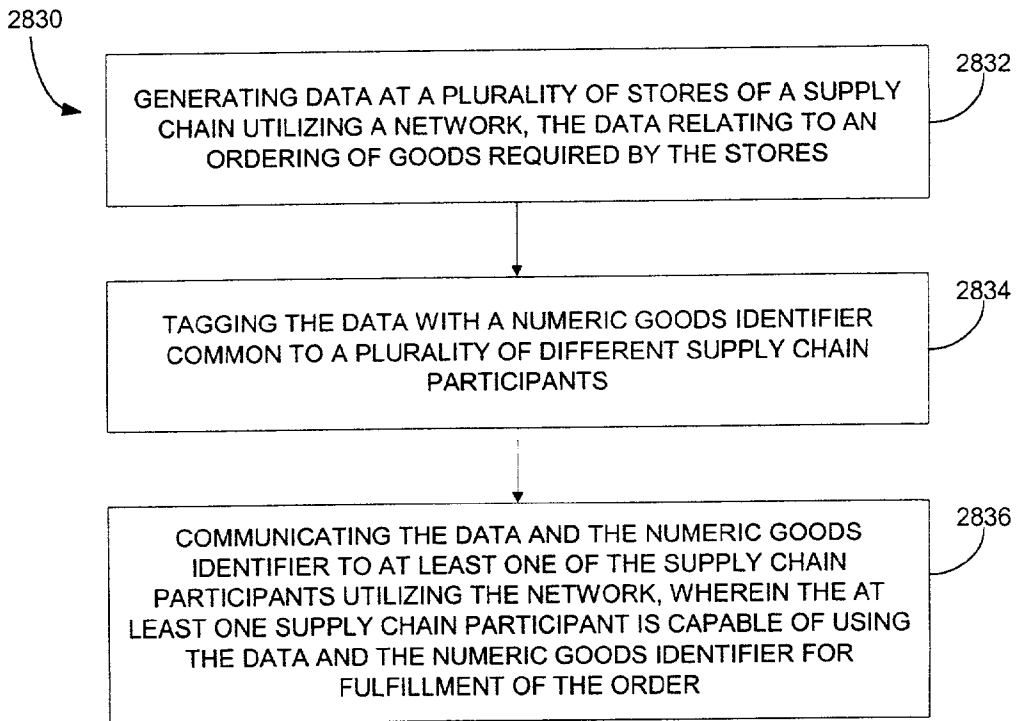 2830
2832
GENERATING DATA AT A PLURALITY OF STORES OF A SUPPLY
CHAIN UTILIZING A NETWORK, THE DATA RELATING TO AN
ORDERING OF GOODS REQUIRED BY THE STORES
2834
TAGGING THE DATA WITH A NUMERIC GOODS IDENTIFIER
COMMON TO A PLURALITY OF DIFFERENT SUPPLY CHAIN
PARTICIPANTS
2836
COMMUNICATING THE DATA AND THE NUMERIC GOODS
IDENTIFIER TO AT LEAST ONE OF THE SUPPLY CHAIN
PARTICIPANTS UTILIZING THE NETWORK, WHEREIN THE AT
LEAST ONE SUPPLY CHAIN PARTICIPANT IS CAPABLE OF USING
THE DATA AND THE NUMERIC GOODS IDENTIFIER FOR
FULFILLMENT OF THE ORDER